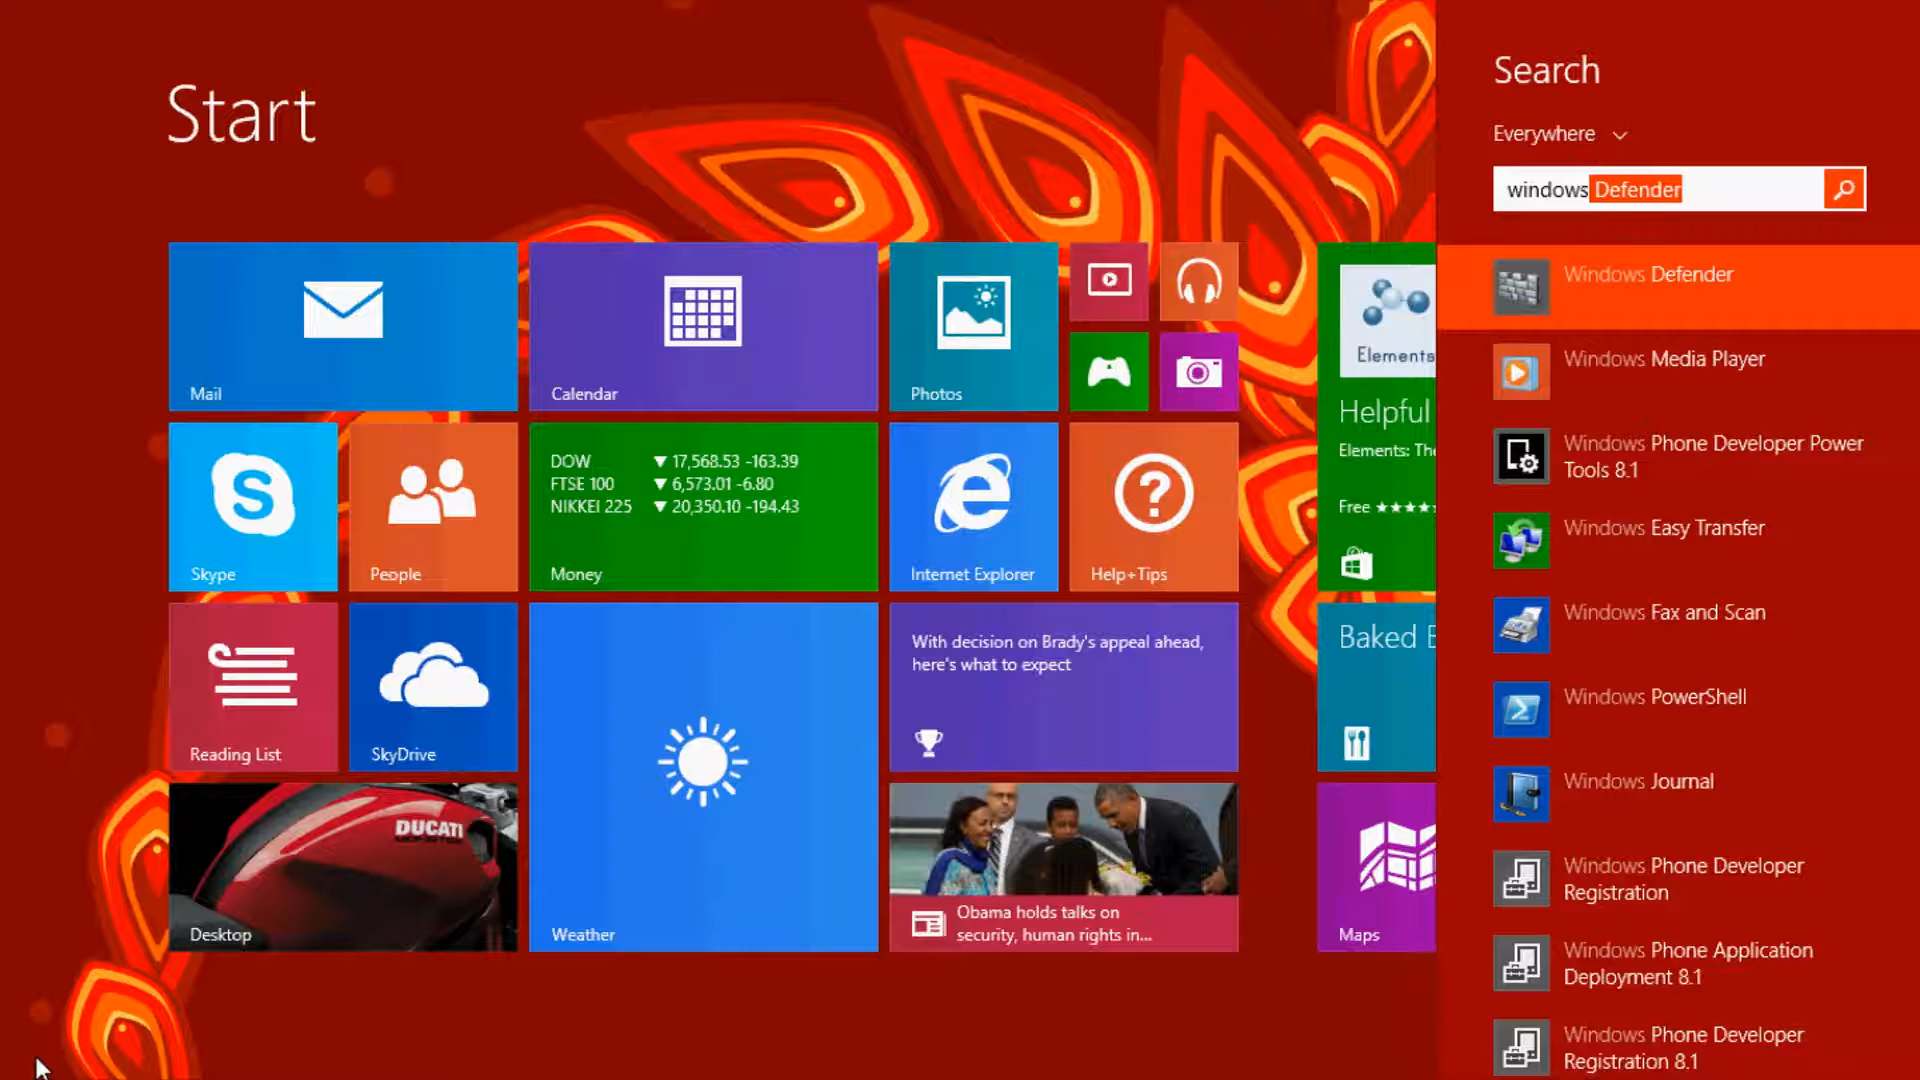 Start
Mail
Calendar
Photos
Skype
People
DOW ▼ 17,568.53 -163.39
FTSE 100 ▼ 6,573.01 -6.80
NIKKEI 225 ▼ 20,350.10 -194.43
Money
Internet Explorer
Help+Tips
Reading List
SkyDrive
Weather
With decision on Brady's appeal ahead,
here's what to expect
DUCATI
Desktop
Obama holds talks on
security, human rights in...
Elements
Helpful
Elements: The
Free ★★★★
Baked
Maps
Search
Everywhere
windows Defender
Windows Defender
Windows Media Player
Windows Phone Developer Power
Tools 8.1
Windows Easy Transfer
Windows Fax and Scan
Windows PowerShell
Windows Journal
Windows Phone Developer
Registration
Windows Phone Application
Deployment 8.1
Windows Phone Developer
Registration 8.1